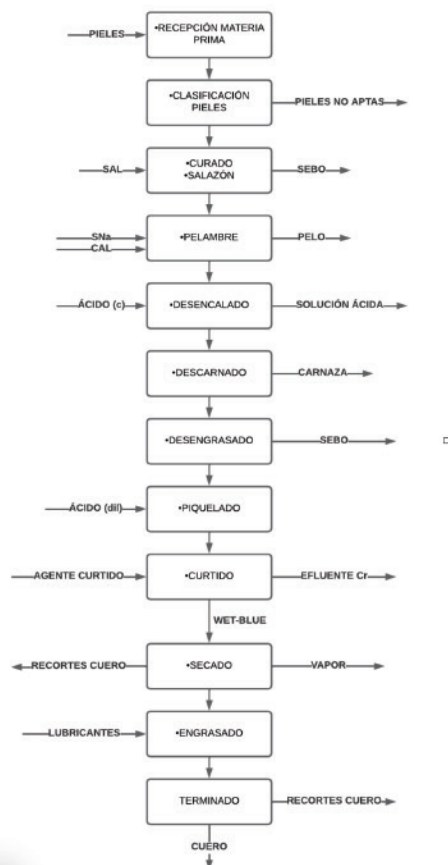 PIELES
•RECEPCIÓN MATERIA
PRIMA
•CLASIFICACIÓN
PIELES
PIELES NO APTAS
SAL
•CURADO
•SALAZÓN
SEBO
SNa
CAL
•PELAMBRE
PELO
ÁCIDO (c)
•DESENCALADO
SOLUCIÓN ÁCIDA
•DESCARNADO
CARNAZA
•DESENGRASADO
SEBO
ÁCIDO (dil)
•PIQUELADO
AGENTE CURTIDO
•CURTIDO
EFLUENTE Cr
WET-BLUE
RECORTES CUERO
•SECADO
VAPOR
LUBRICANTES
•ENGRASADO
TERMINADO
RECORTES CUERO
CUERO